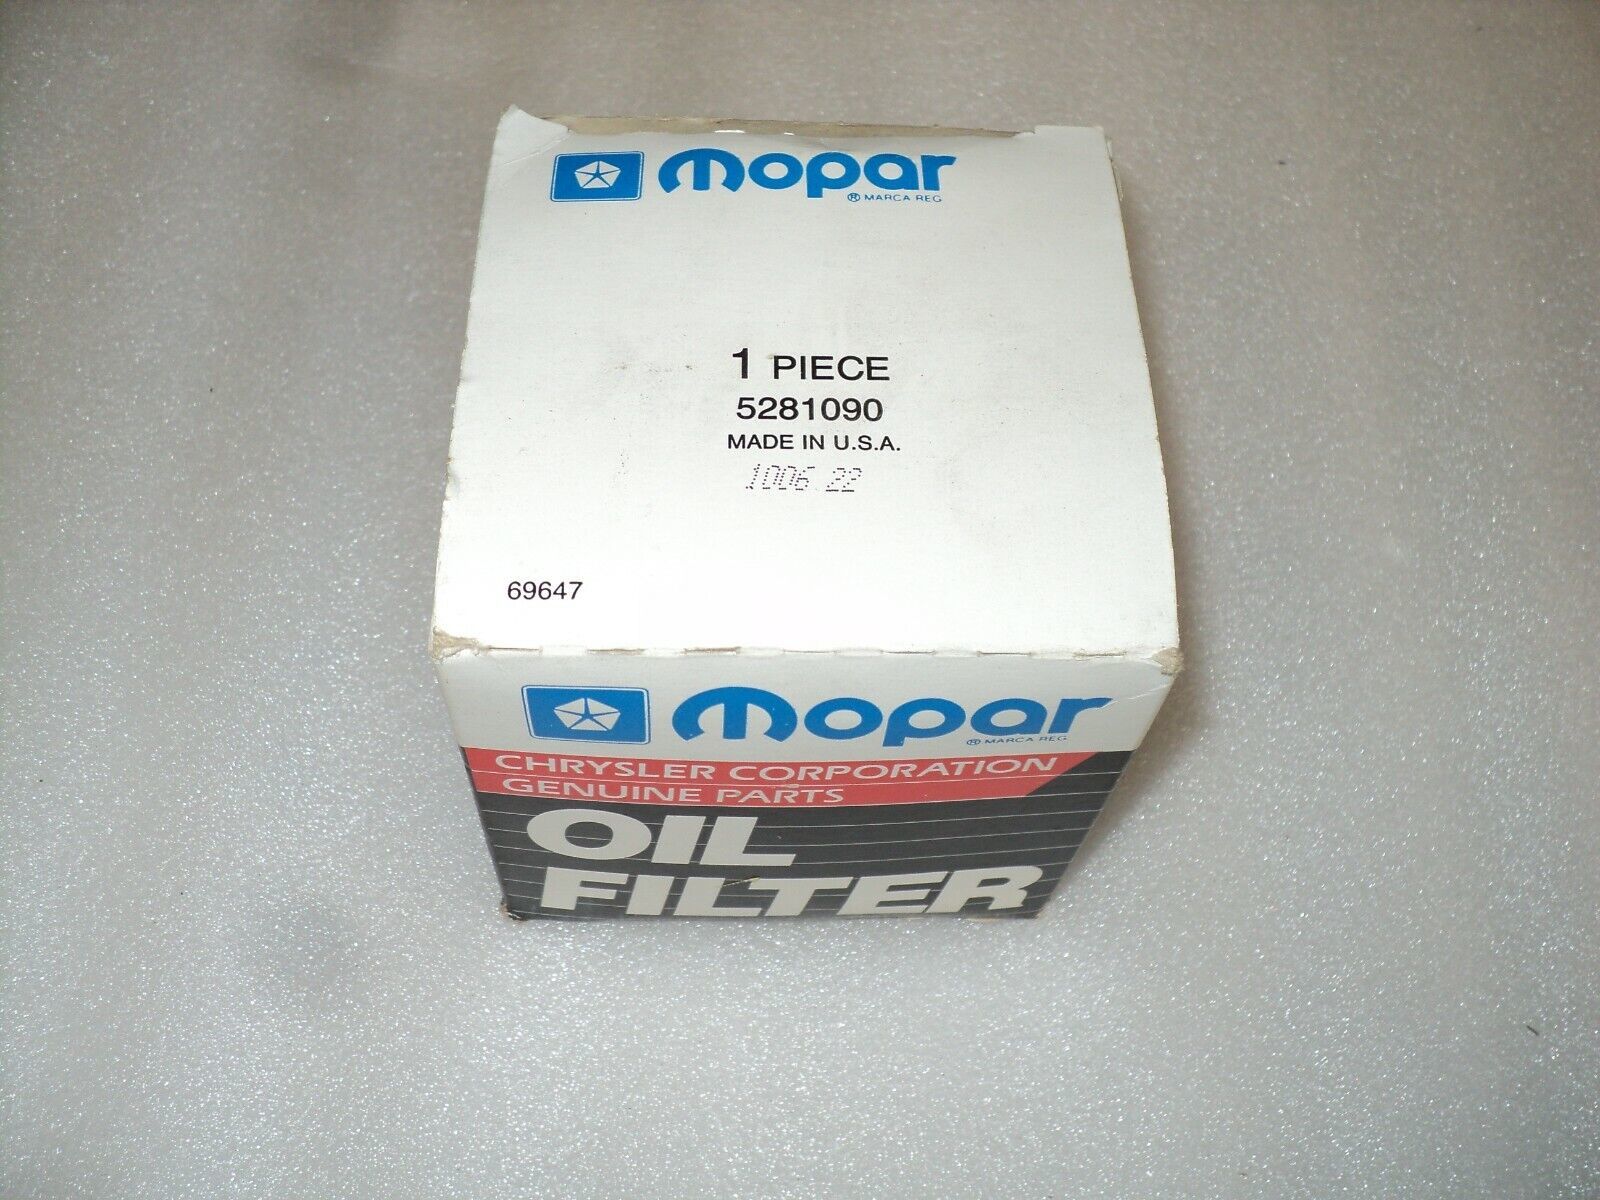 mopar
® MARCA REG
1 PIECE
5281090
MADE IN U.S.A.
1006 22
69647
mopar
® MARCA REG
CHRYSLER CORPORATION
GENUINE PARTS
OIL
FILTER